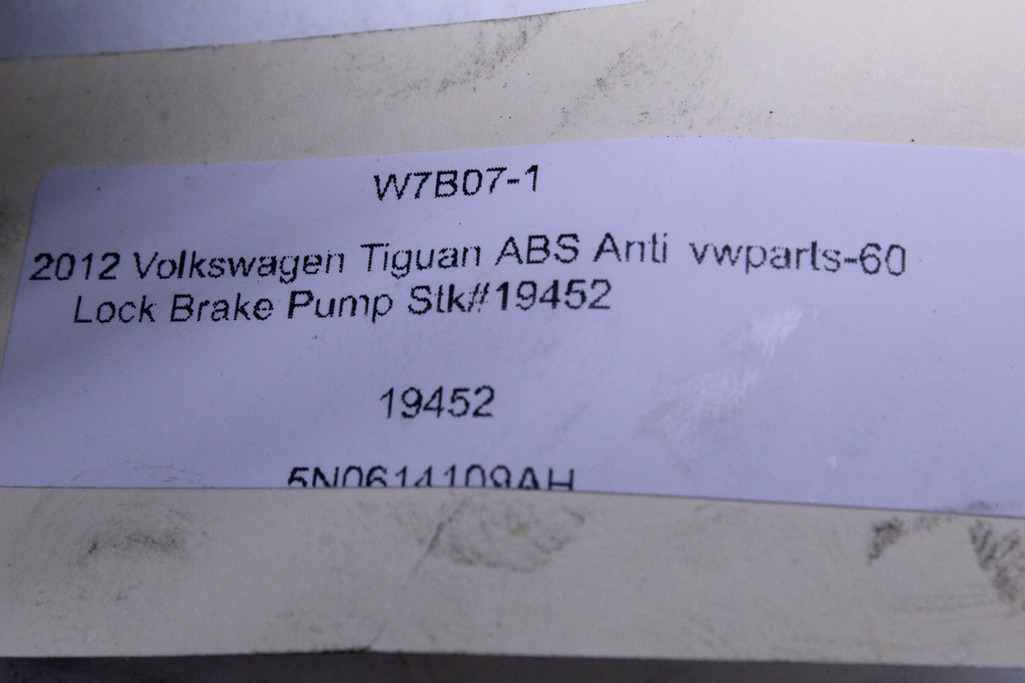 W7B07-1
2012 Volkswagen Tiguan ABS Anti vwparts-60
Lock Brake Pump Stk#19452
19452
5N0614109AH